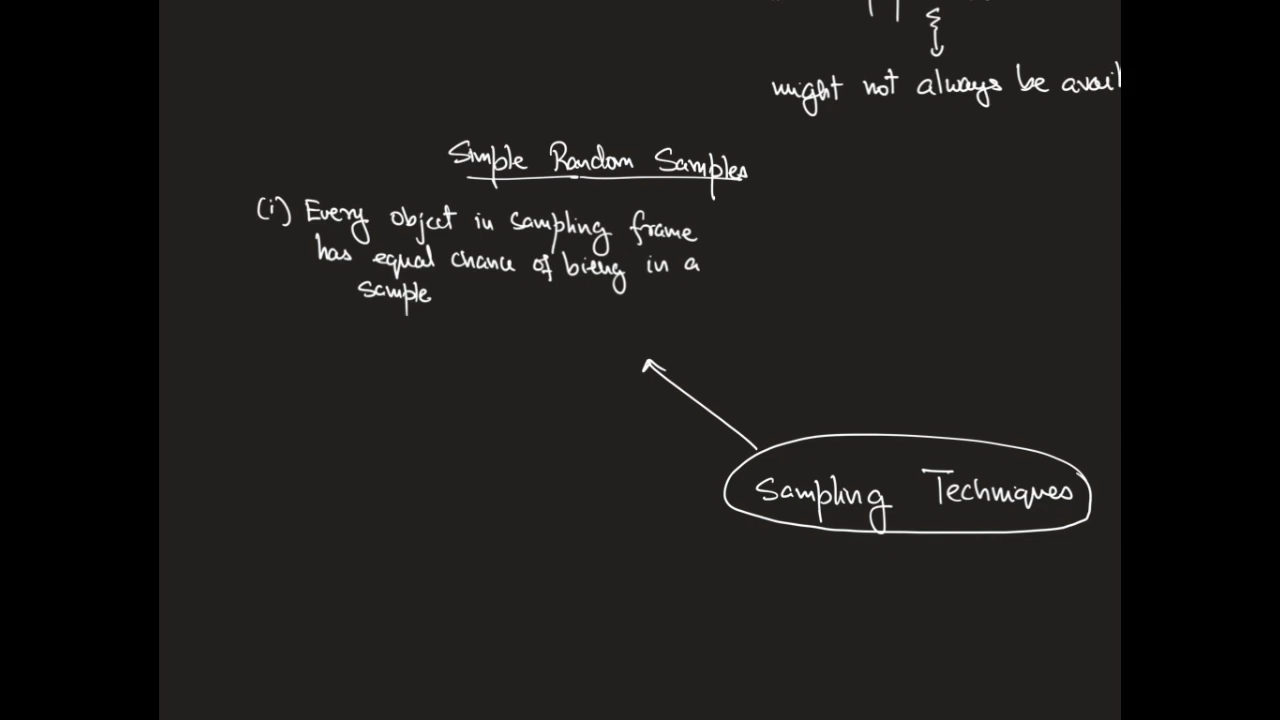 might not always be avail
Simple Random Samples
(i) Every object in sampling frame
has equal chance of bieng in a
sample
Sampling Techniques